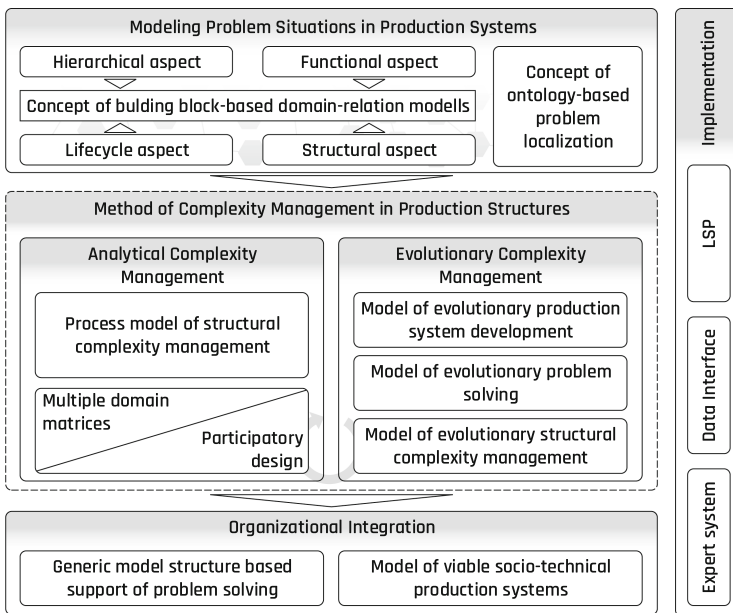 Modeling Problem Situations in Production Systems
Hierarchical aspect
Functional aspect
Concept of bulding block-based domain-relation modells
Lifecycle aspect
Structural aspect
Concept of
ontology-based
problem
localization
Method of Complexity Management in Production Structures
Analytical Complexity
Management
Process model of structural
complexity management
Multiple domain
matrices
Participatory
design
Evolutionary Complexity
Management
Model of evolutionary production
system development
Model of evolutionary problem
solving
Model of evolutionary structural
complexity management
Organizational Integration
Generic model structure based
support of problem solving
Model of viable socio-technical
production systems
Implementation
LSP
Data Interface
Expert system